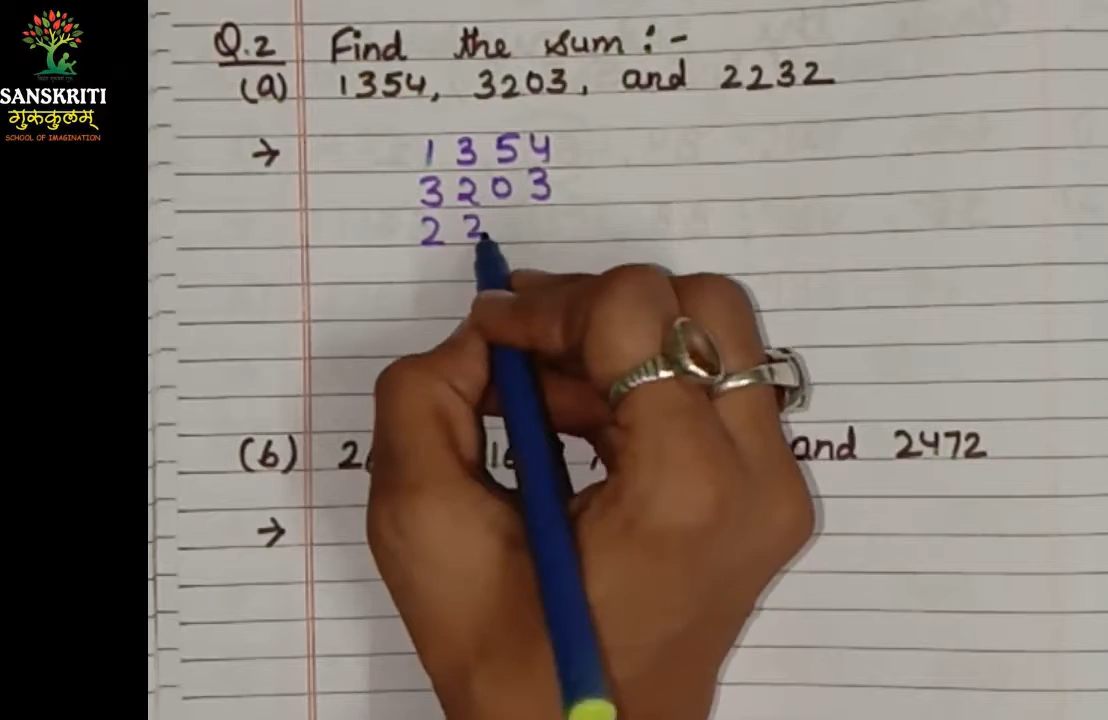 SANSKRITI
गुरुकुलम्
SCHOOL OF IMAGINATION
Q.2 Find the sum :-
(a) 1354, 3203, and 2232
→ 1354
3203
22
(b) and 2472
→